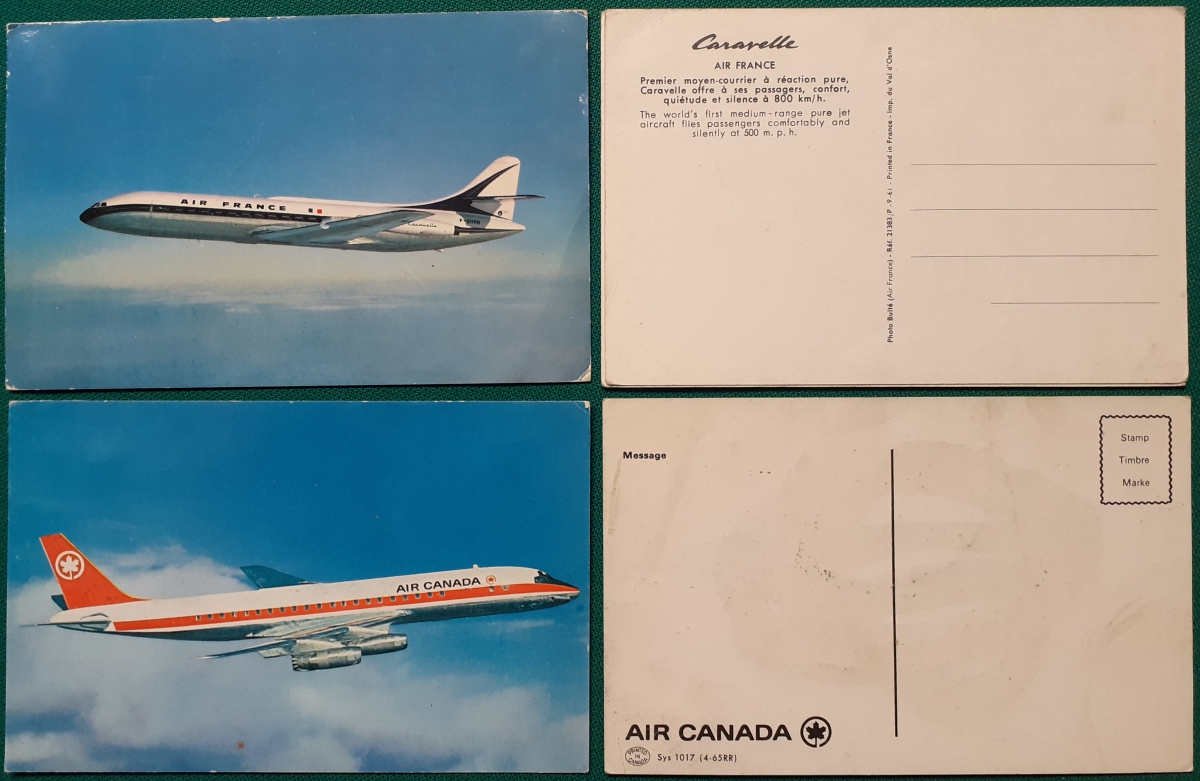 AIR FRANCE
Caravelle
Caravelle
AIR FRANCE
Premier moyen-courrier à réaction pure,
Caravelle offre à ses passagers, confort,
quiétude et silence à 800 km/h.
The world's first medium-range pure jet
aircraft flies passengers comfortably and
silently at 500 m. p. h.
Photo Buité (Air France) - Réf. 21383/P - 9 - 61 - Printed in France - Imp. du Val d'Osne
AIR CANADA
Message
Stamp
Timbre
Marke
AIR CANADA
PRINTED
IN
CANADA
Sys 1017 (4-65RR)